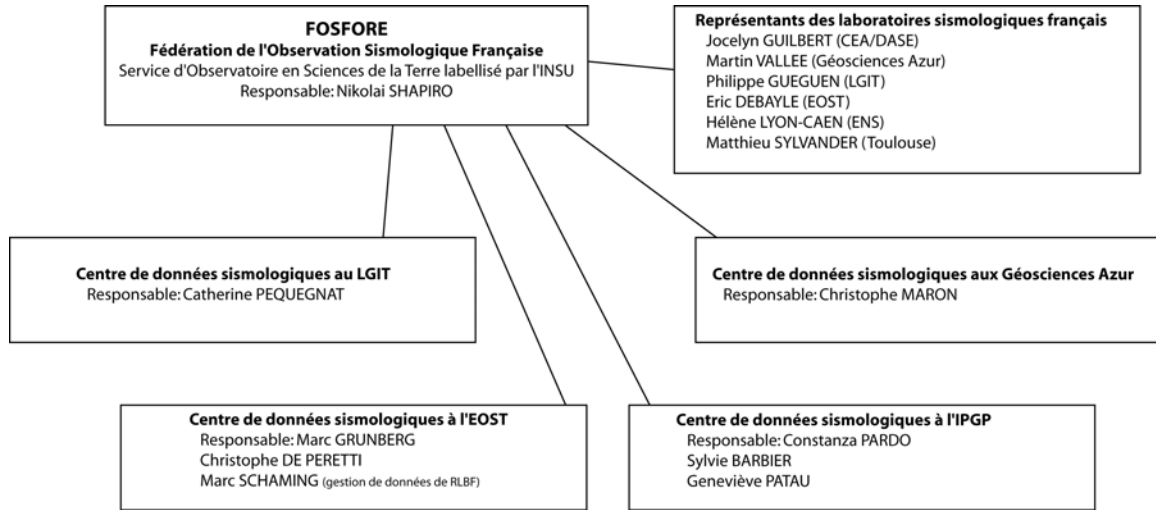 FOSFORE
Fédération de l'Observation Sismologique Française
Service d'Observatoire en Sciences de la Terre labellisé par l'INSU
Responsable: Nikolai SHAPIRO
Représentants des laboratoires sismologiques français
Jocelyn GUILBERT (CEA/DASE)
Martin VALLEE (Géosciences Azur)
Philippe GUEGUEN (LGIT)
Eric DEBAYLE (EOST)
Hélène LYON-CAEN (ENS)
Matthieu SYLVANDER (Toulouse)
Centre de données sismologiques au LGIT
Responsable: Catherine PEQUEGNAT
Centre de données sismologiques aux Géosciences Azur
Responsable: Christophe MARON
Centre de données sismologiques à l'EOST
Responsable: Marc GRUNBERG
Christophe DE PERETTI
Marc SCHAMING (gestion de données de RLBF)
Centre de données sismologiques à l'IPGP
Responsable: Constanza PARDO
Sylvie BARBIER
Geneviève PATAU